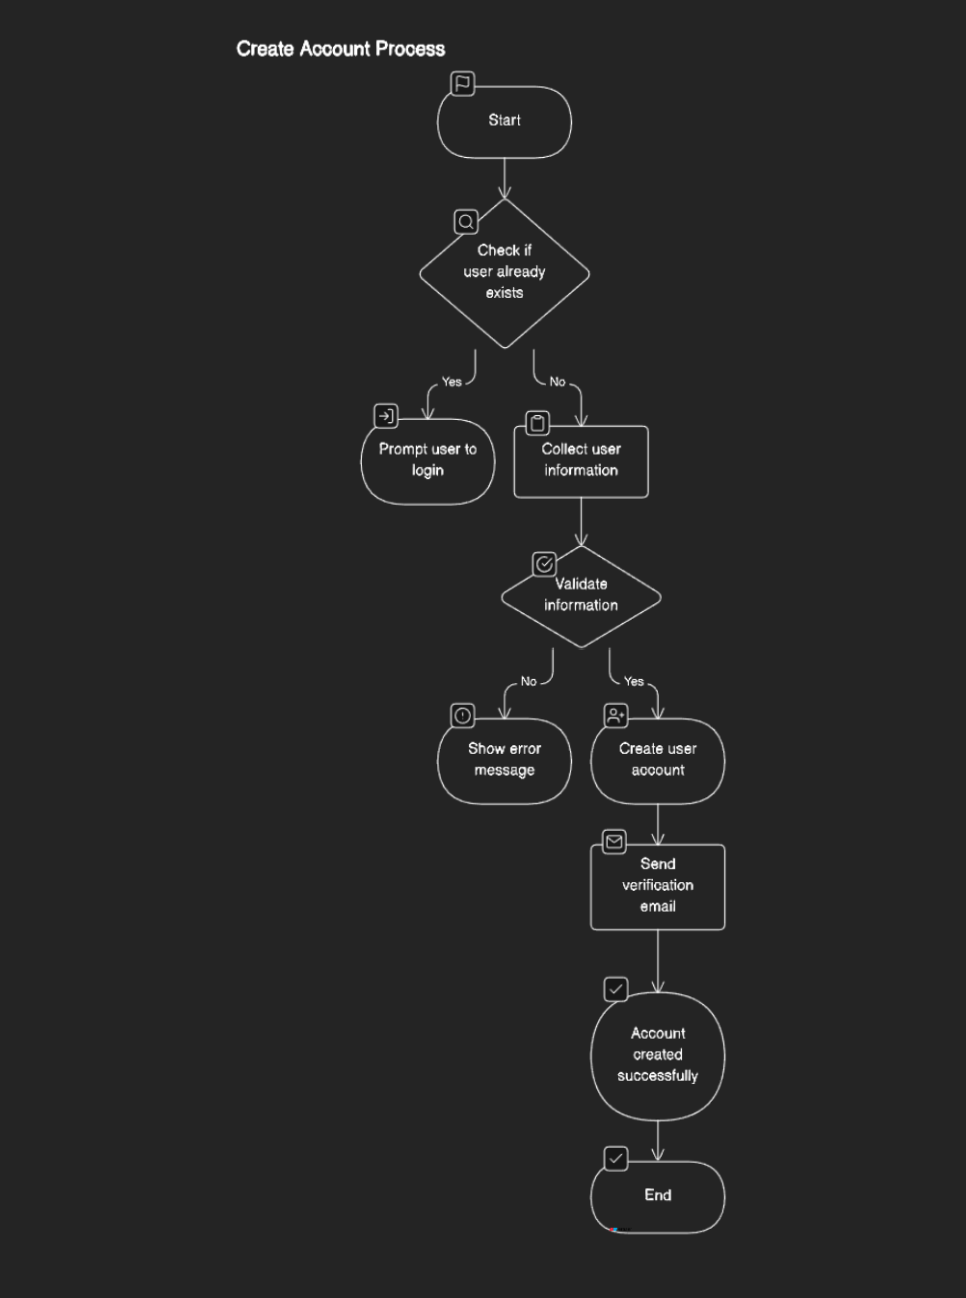 Create Account Process
Start
Check if
user already
exists
Yes
No
Prompt user to
login
Collect user
information
Validate
information
No
Yes
Show error
message
Create user
account
Send
verification
email
Account
created
successfully
End